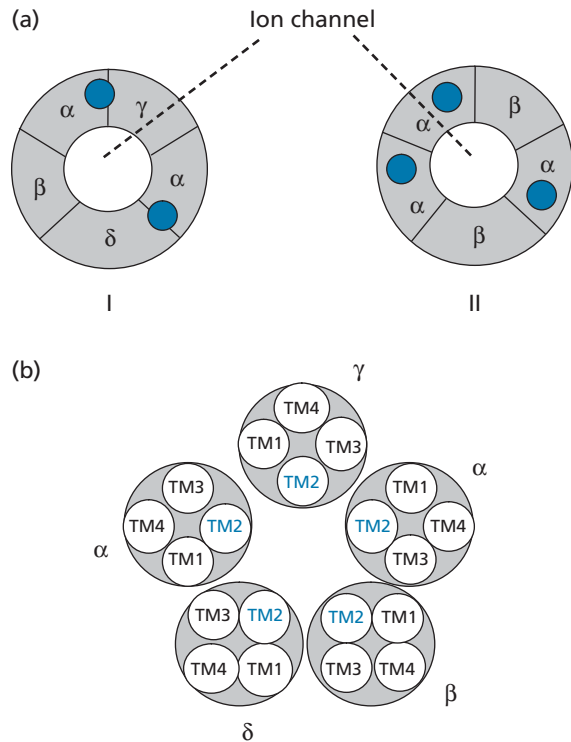 (a) Ion channel
α γ β
β α α
α
δ β
I II
(b)
γ
TM4
TM1 TM3
TM2
α α
TM3 TM1
TM4 TM2 TM2 TM4
TM1 TM3
TM3 TM2 TM2 TM1
TM4 TM1 TM3 TM4
δ β